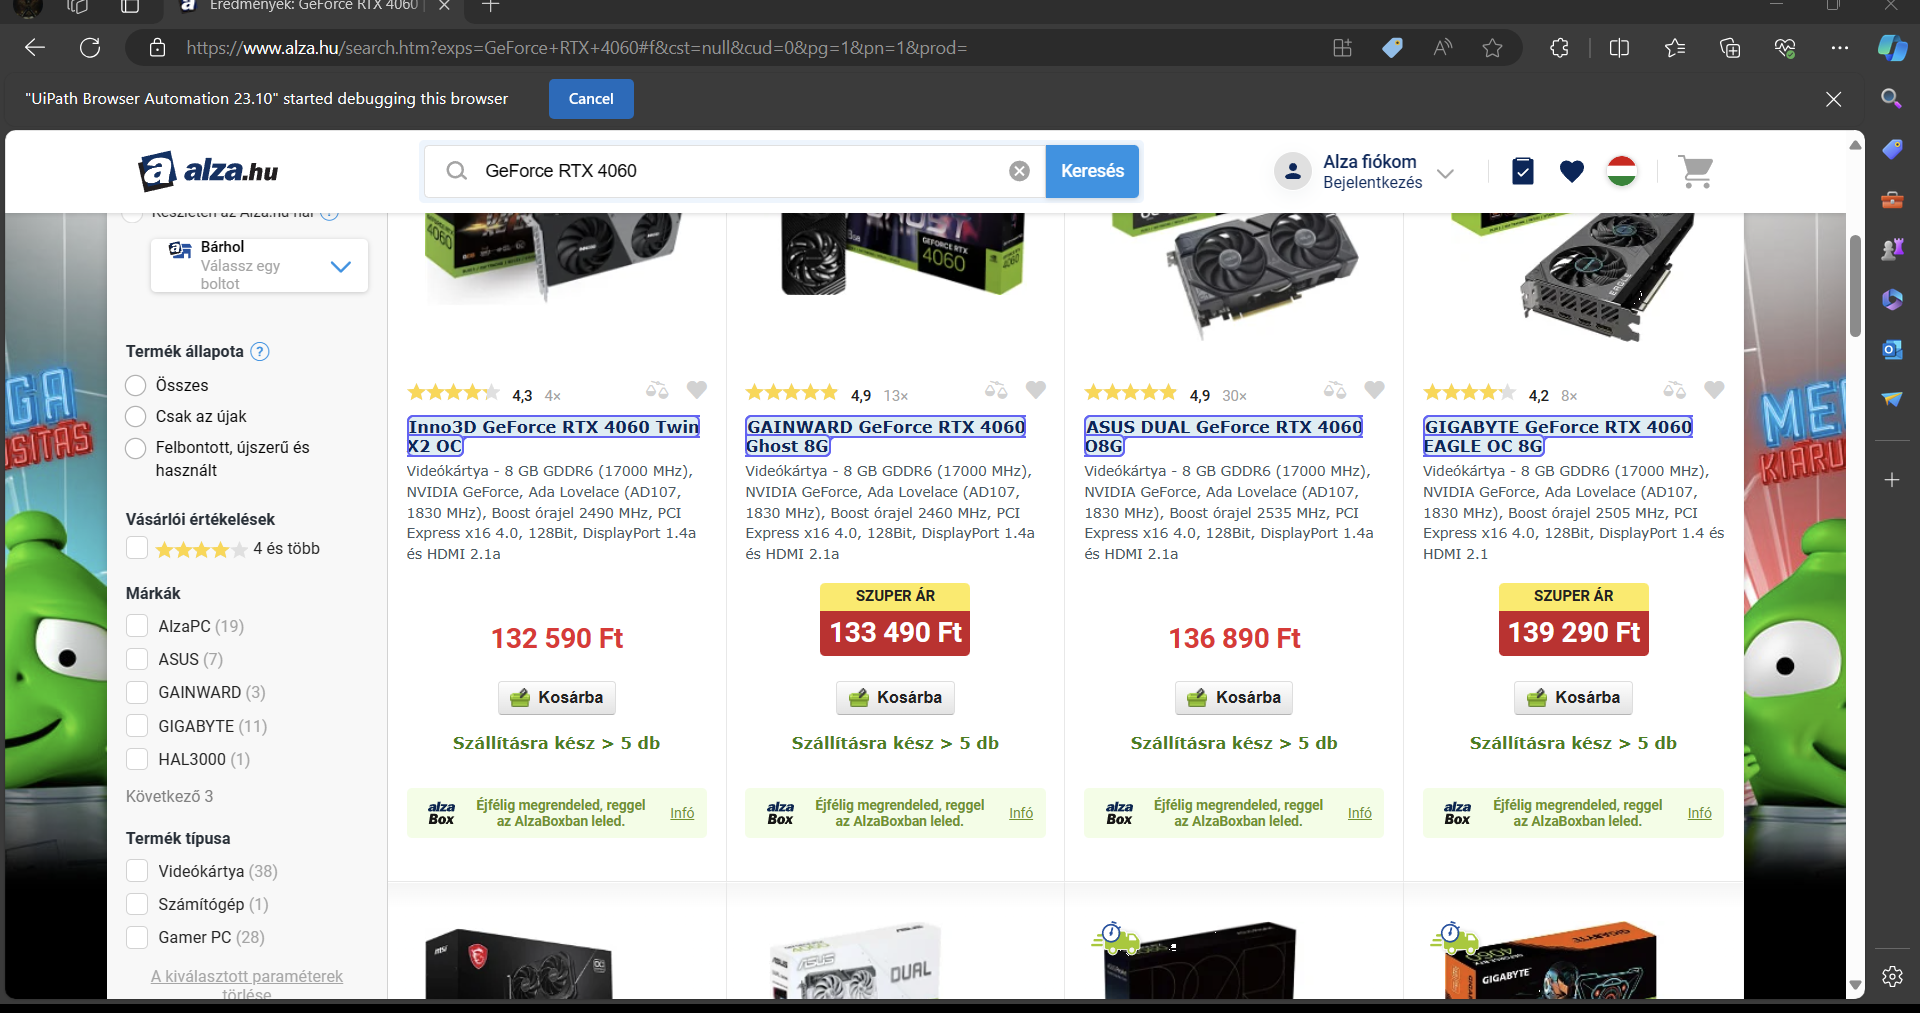 Eredmények: GeForce RTX 4060
https://www.alza.hu/search.htm?exps=GeForce+RTX+4060#f&cst=null&cud=0&pg=1&pn=1&prod=
"UiPath Browser Automation 23.10" started debugging this browser
Cancel
alza.hu
GeForce RTX 4060
Keresés
Alza fiókom
Bejelentkezés
Készleten az Alza.hu-nál ?
Bárhol
Válassz egy
boltot
Termék állapota ?
Összes
Csak az újak
Felbontott, újszerű és
használt
Vásárlói értékelések
4 és több
Márkák
AlzaPC (19)
ASUS (7)
GAINWARD (3)
GIGABYTE (11)
HAL3000 (1)
Következő 3
Termék típusa
Videókártya (38)
Számítógép (1)
Gamer PC (28)
A kiválasztott paraméterek
törlése
4060
4,3 4×
Inno3D GeForce RTX 4060 Twin
X2 OC
Videókártya - 8 GB GDDR6 (17000 MHz),
NVIDIA GeForce, Ada Lovelace (AD107,
1830 MHz), Boost órajel 2490 MHz, PCI
Express x16 4.0, 128Bit, DisplayPort 1.4a
és HDMI 2.1a
132 590 Ft
Kosárba
Szállításra kész > 5 db
alza
Box
Éjfélig megrendeled, reggel
az AlzaBoxban leled.
Infó
GEFORCE RTX
4060
4,9 13×
GAINWARD GeForce RTX 4060
Ghost 8G
Videókártya - 8 GB GDDR6 (17000 MHz),
NVIDIA GeForce, Ada Lovelace (AD107,
1830 MHz), Boost órajel 2460 MHz, PCI
Express x16 4.0, 128Bit, DisplayPort 1.4a
és HDMI 2.1a
SZUPER ÁR
133 490 Ft
Kosárba
Szállításra kész > 5 db
alza
Box
Éjfélig megrendeled, reggel
az AlzaBoxban leled.
Infó
4,9 30×
ASUS DUAL GeForce RTX 4060
O8G
Videókártya - 8 GB GDDR6 (17000 MHz),
NVIDIA GeForce, Ada Lovelace (AD107,
1830 MHz), Boost órajel 2535 MHz, PCI
Express x16 4.0, 128Bit, DisplayPort 1.4a
és HDMI 2.1a
136 890 Ft
Kosárba
Szállításra kész > 5 db
alza
Box
Éjfélig megrendeled, reggel
az AlzaBoxban leled.
Infó
EAGLE
4,2 8×
GIGABYTE GeForce RTX 4060
EAGLE OC 8G
Videókártya - 8 GB GDDR6 (17000 MHz),
NVIDIA GeForce, Ada Lovelace (AD107,
1830 MHz), Boost órajel 2505 MHz, PCI
Express x16 4.0, 128Bit, DisplayPort 1.4 és
HDMI 2.1
SZUPER ÁR
139 290 Ft
Kosárba
Szállításra kész > 5 db
alza
Box
Éjfélig megrendeled, reggel
az AlzaBoxban leled.
Infó
msi
ASUS
DUAL
GIGABYTE